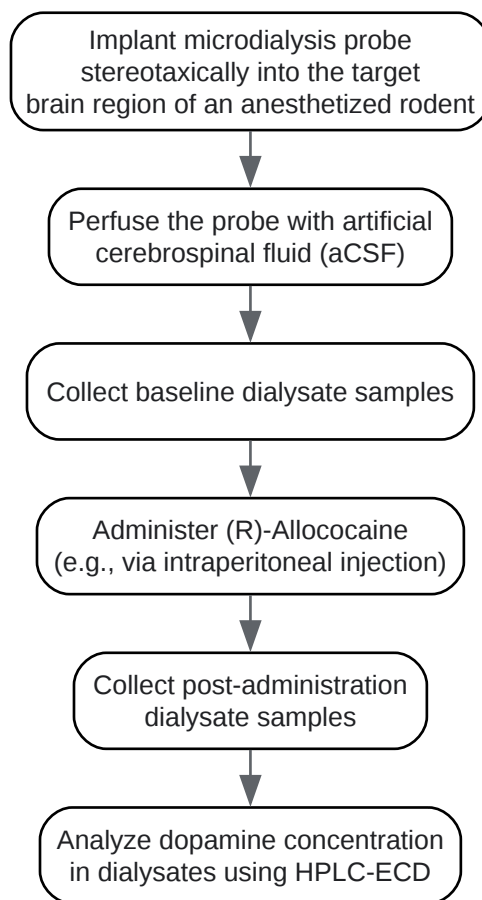 Implant microdialysis probe
stereotaxically into the target
brain region of an anesthetized rodent
Perfuse the probe with artificial
cerebrospinal fluid (aCSF)
Collect baseline dialysate samples
Administer (R)-Allococaine
(e.g., via intraperitoneal injection)
Collect post-administration
dialysate samples
Analyze dopamine concentration
in dialysates using HPLC-ECD